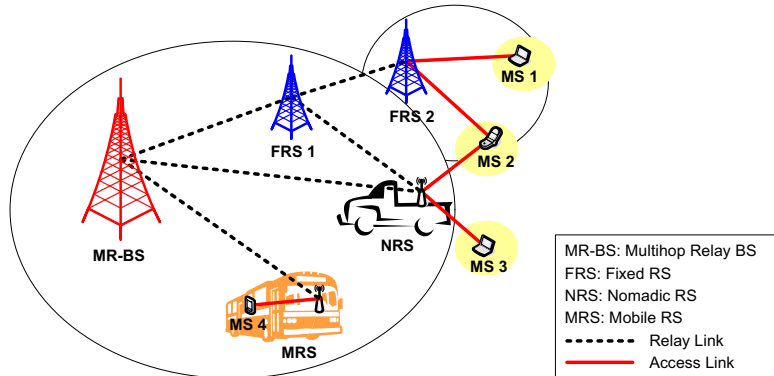 MS 1
FRS 2
FRS 1
MS 2
MR-BS
NRS
MS 3
MS 4
MRS
MR-BS: Multihop Relay BS
FRS: Fixed RS
NRS: Nomadic RS
MRS: Mobile RS
Relay Link
Access Link